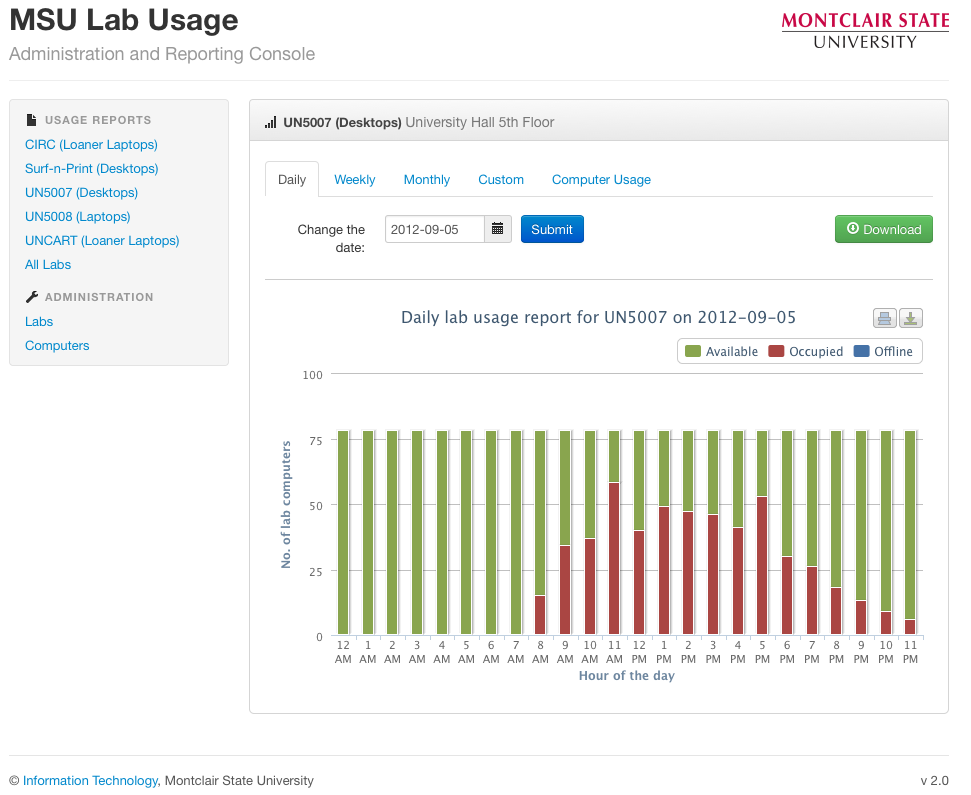 MSU Lab Usage
Administration and Reporting Console
MONTCLAIR STATE
UNIVERSITY
USAGE REPORTS
CIRC (Loaner Laptops)
Surf-n-Print (Desktops)
UN5007 (Desktops)
UN5008 (Laptops)
UNCART (Loaner Laptops)
All Labs
ADMINISTRATION
Labs
Computers
UN5007 (Desktops) University Hall 5th Floor
Daily Weekly Monthly Custom Computer Usage
Change the
date:
2012-09-05
Submit
Download
Daily lab usage report for UN5007 on 2012-09-05
Available Occupied Offline
No. of lab computers
100
75
50
25
0
12 1 2 3 4 5 6 7 8 9 10 11 12 1 2 3 4 5 6 7 8 9 10 11
AM AM AM AM AM AM AM AM AM AM AM AM PM PM PM PM PM PM PM PM PM PM PM PM
Hour of the day
© Information Technology, Montclair State University
v 2.0